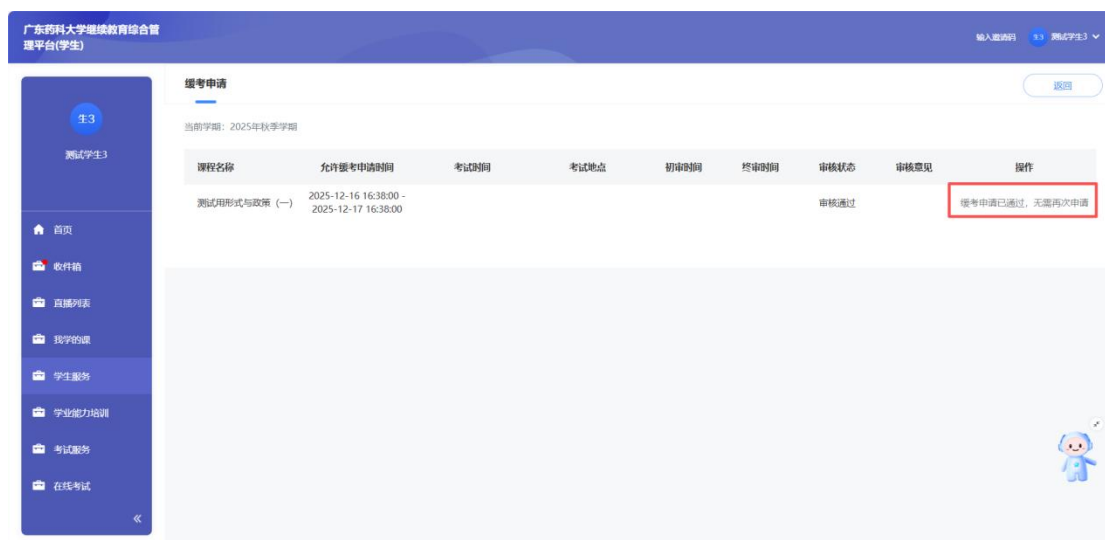 广东药科大学继续教育综合管
理平台(学生)
输入邀请码
生3
测试学生3
生3
测试学生3
首页
收件箱
直播列表
我学的课
学生服务
学业能力培训
考试服务
在线考试
缓考申请
返回
当前学期：2025年秋季学期
课程名称 允许缓考申请时间 考试时间 考试地点 初审时间 终审时间 审核状态 审核意见 操作
测试用形式与政策（一） 2025-12-16 16:38:00 - 审核通过 缓考申请已通过，无需再次申请
2025-12-17 16:38:00